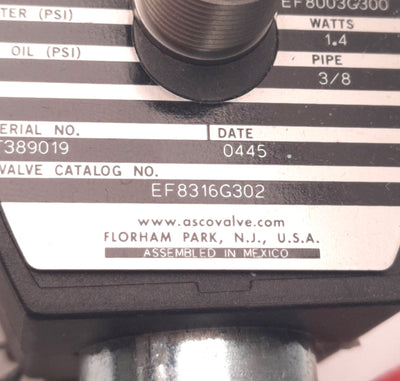 EF8003G300
TER (PSI) WATTS
1.4
OIL (PSI) PIPE
3/8
ERIAL NO. DATE
T389019 0445
VALVE CATALOG NO.
EF8316G302
www.ascovalve.com
FLORHAM PARK, N.J., U.S.A.
ASSEMBLED IN MEXICO